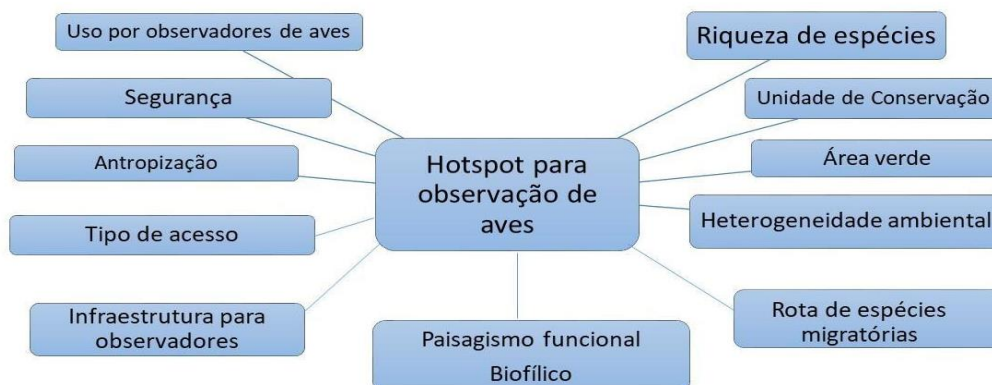 Uso por observadores de aves
Segurança
Antropização
Tipo de acesso
Infraestrutura para
observadores
Hotspot para
observação de
aves
Paisagismo funcional
Biofílico
Riqueza de espécies
Unidade de Conservação
Área verde
Heterogeneidade ambiental
Rota de espécies
migratórias